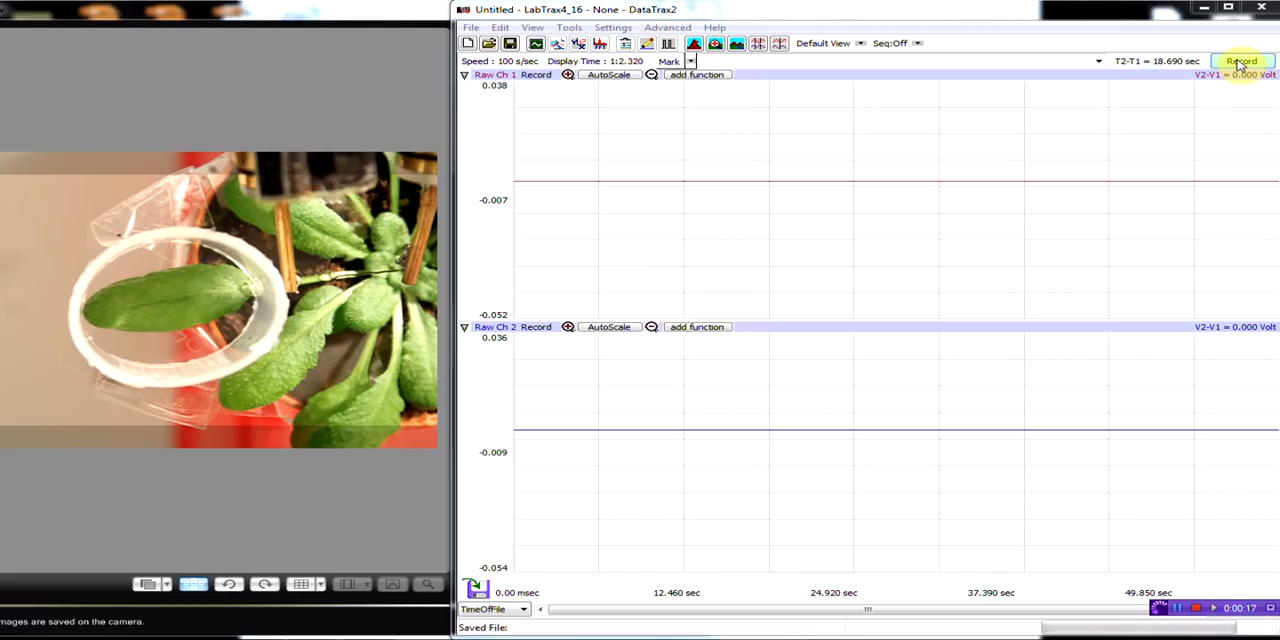 Untitled - LabTrax4_16 - None - DataTrax2
File Edit View Tools Settings Advanced Help
Default View Seq:Off
Speed : 100 s/sec Display Time : 1:2.320 Mark T2-T1 = 18.690 sec Record
Raw Ch 1 Record AutoScale add function V2-V1 = 0.000 Volt
0.038
-0.007
-0.052
Raw Ch 2 Record AutoScale add function V2-V1 = 0.000 Volt
0.036
-0.009
-0.054
0.00 msec 12.460 sec 24.920 sec 37.390 sec 49.850 sec
TimeOfFile 0:00:17
mages are saved on the camera.
Saved File: